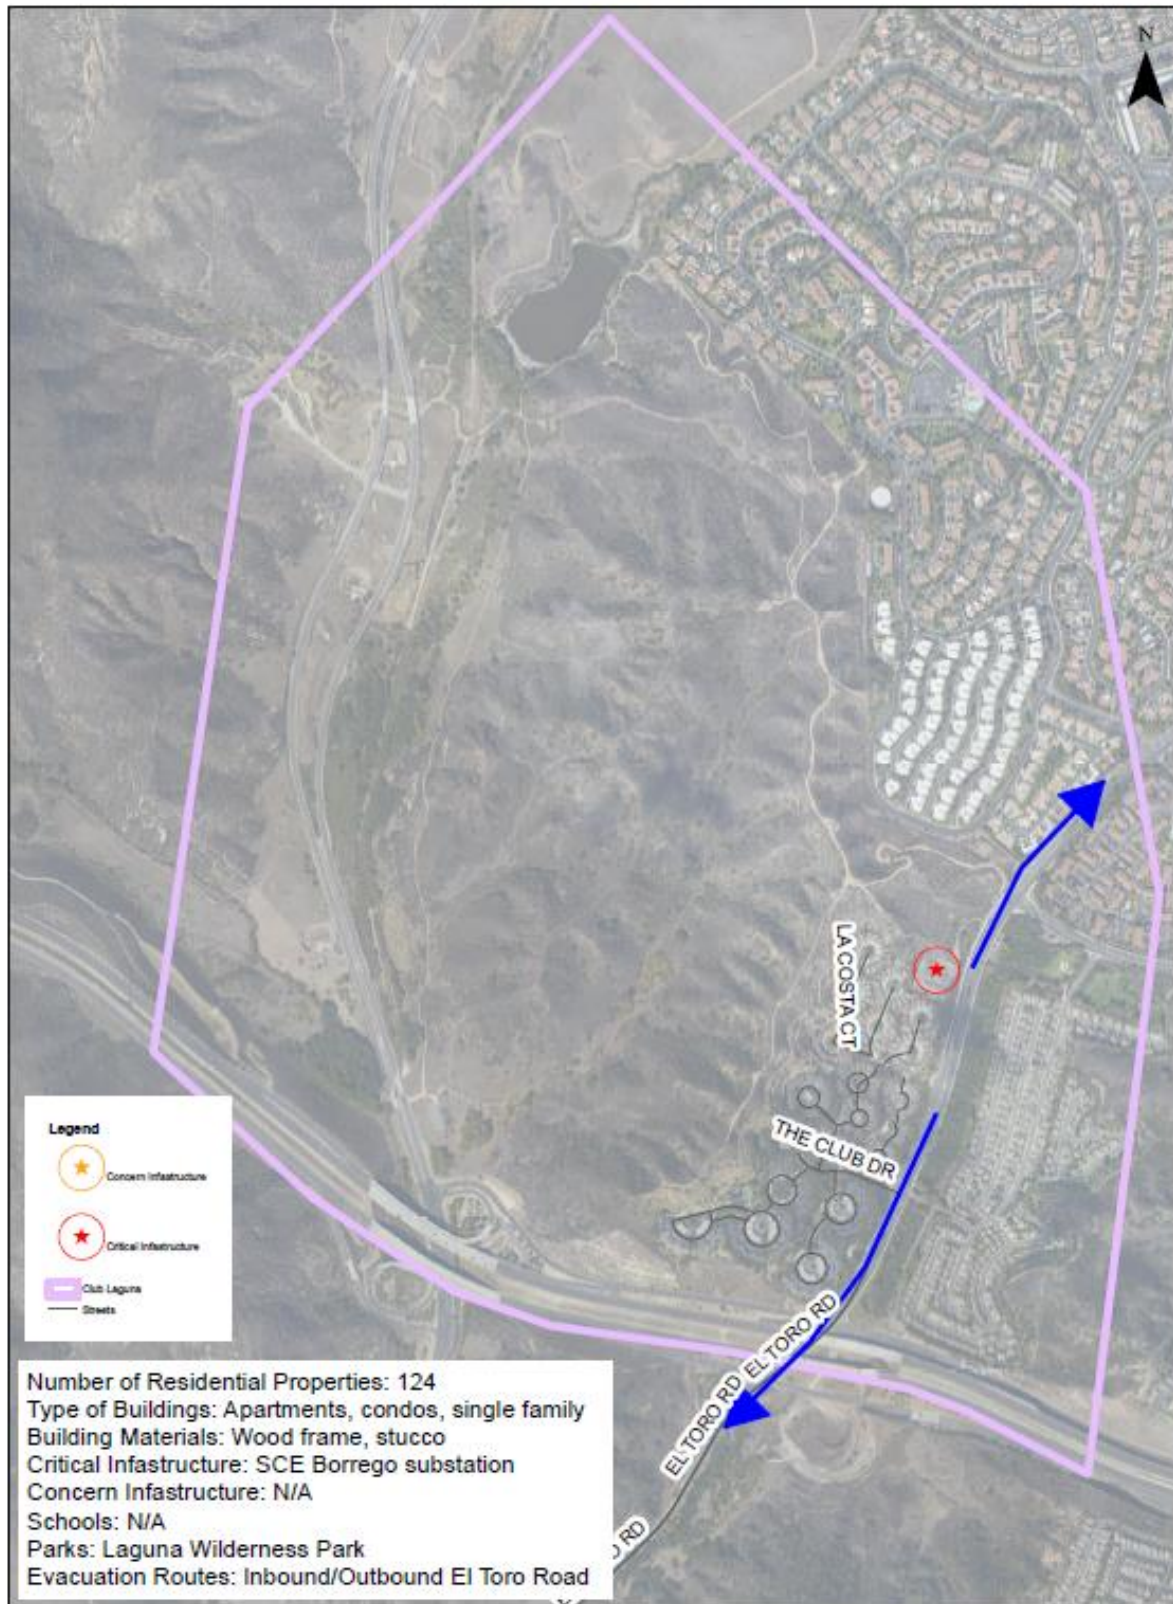 N
LA COSTA CT
THE CLUB DR
EL TORO RD
EL TORO RD
O RD
Legend
Concern Infastructure
Critical Infastructure
Club Laguna
Streets
Number of Residential Properties: 124
Type of Buildings: Apartments, condos, single family
Building Materials: Wood frame, stucco
Critical Infastructure: SCE Borrego substation
Concern Infastructure: N/A
Schools: N/A
Parks: Laguna Wilderness Park
Evacuation Routes: Inbound/Outbound El Toro Road